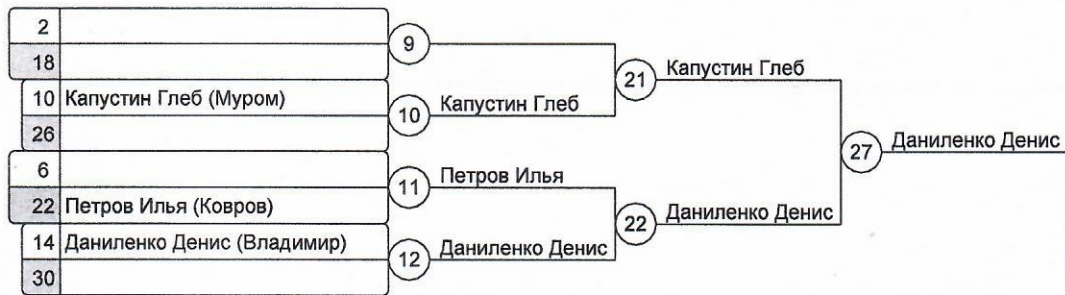 2
18
9
10 Капустин Глеб (Муром)
26
10
Капустин Глеб
21
Капустин Глеб
6
22 Петров Илья (Ковров)
11
Петров Илья
14 Даниленко Денис (Владимир)
30
12
Даниленко Денис
22
Даниленко Денис
27
Даниленко Денис